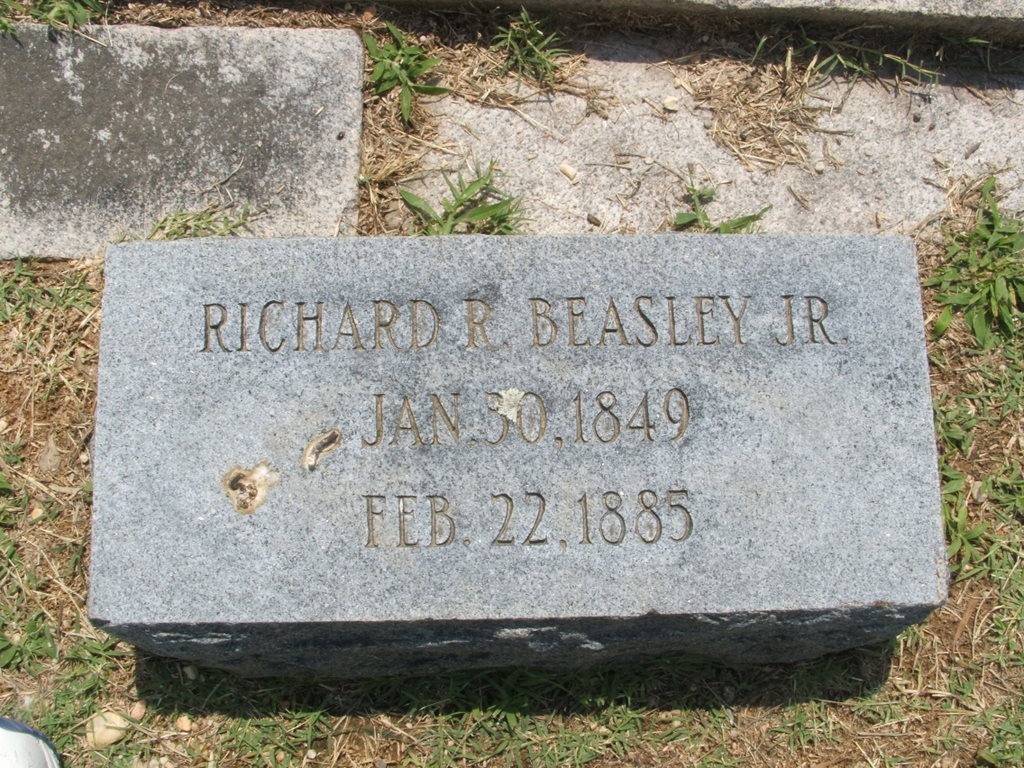 RICHARD R. BEASLEY JR.
JAN. 30, 1849
FEB. 22, 1885